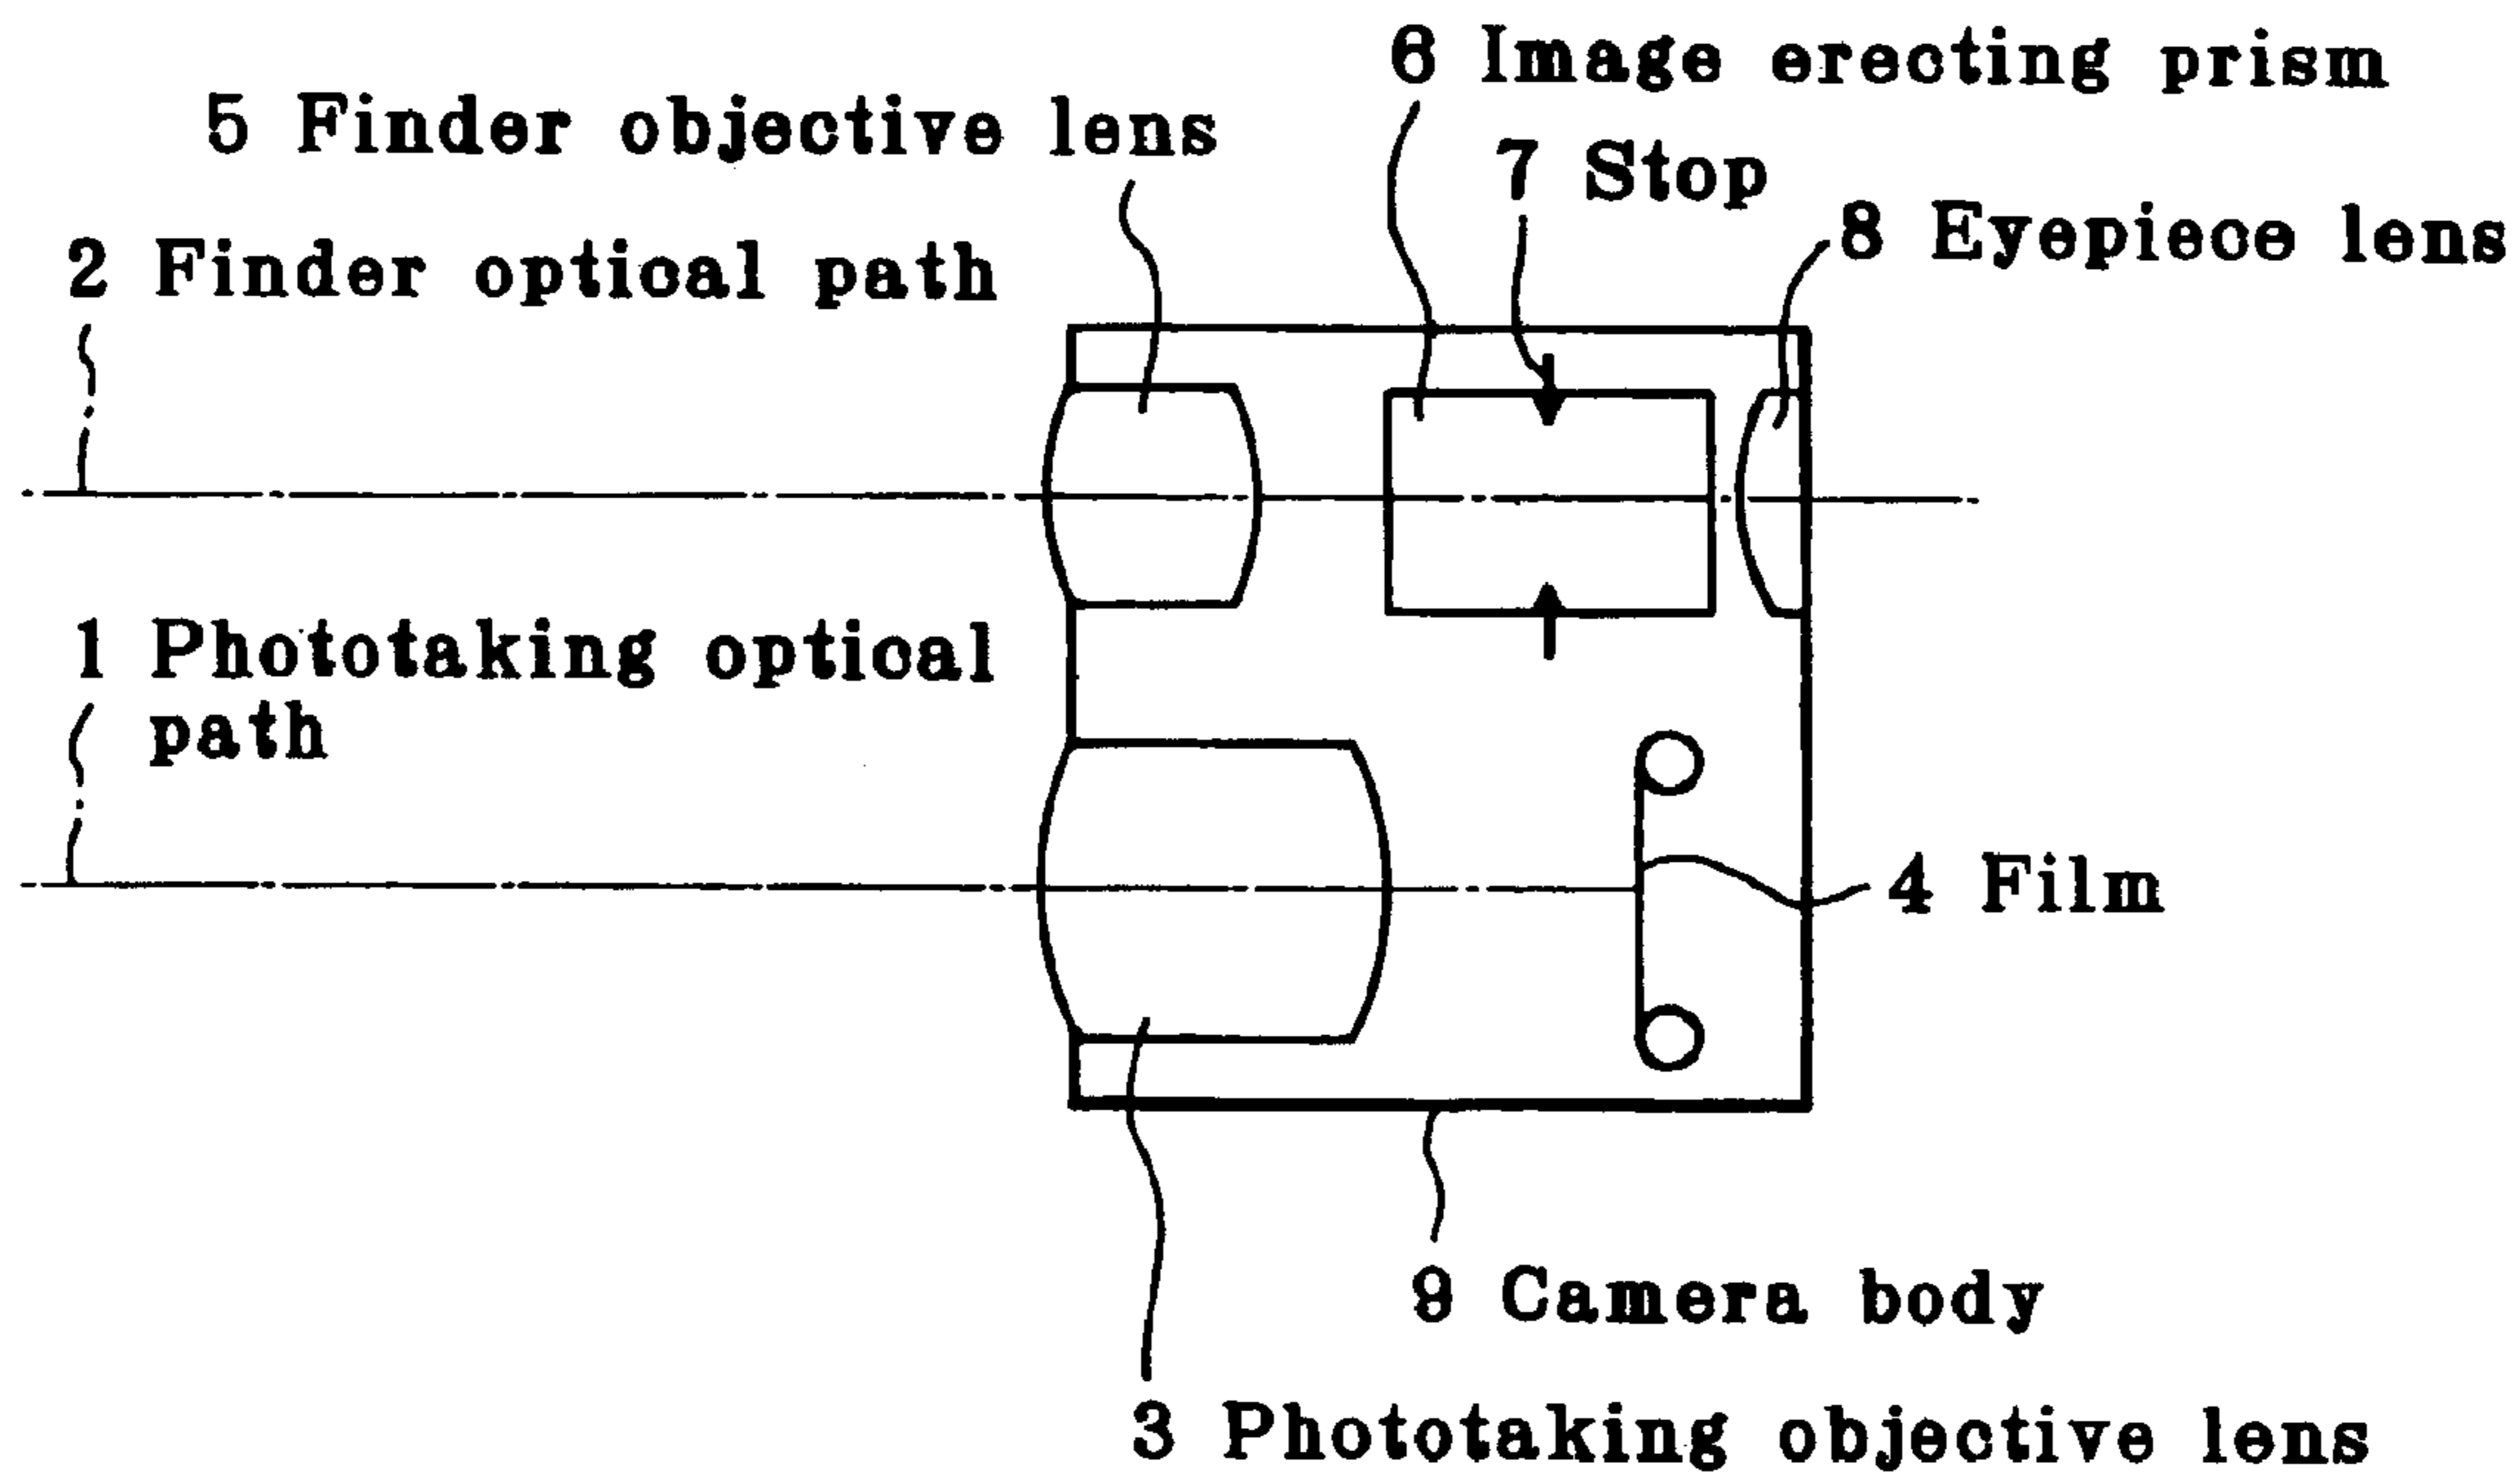 6 Image erecting prism
5 Finder objective lens
7 Stop
8 Eyepiece lens
2 Finder optical path
1 Phototaking optical
path
4 Film
9 Camera body
3 Phototaking objective lens